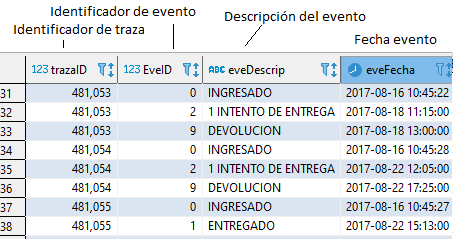 Identificador de evento
Identificador de traza
Descripción del evento
Fecha evento
123 trazaID 123 EveID ABC eveDescrip eveFecha
31 481,053 0 INGRESADO 2017-08-16 10:45:22
32 481,053 2 1 INTENTO DE ENTREGA 2017-08-18 11:15:00
33 481,053 9 DEVOLUCION 2017-08-18 13:00:00
34 481,054 0 INGRESADO 2017-08-16 10:45:28
35 481,054 2 1 INTENTO DE ENTREGA 2017-08-22 12:05:00
36 481,054 9 DEVOLUCION 2017-08-22 17:25:00
37 481,055 0 INGRESADO 2017-08-16 10:45:27
38 481,055 1 ENTREGADO 2017-08-22 15:13:00